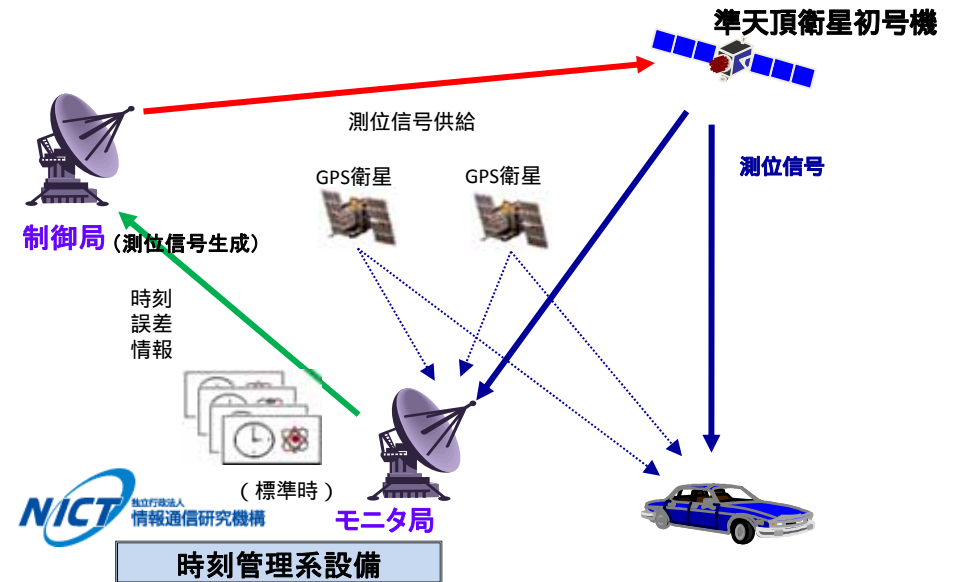 準天頂衛星初号機
測位信号供給
GPS衛星
GPS衛星
測位信号
制御局
（測位信号生成）
時刻
誤差
情報
（標準時）
NICT
独立行政法人
情報通信研究機構
モニタ局
時刻管理系設備